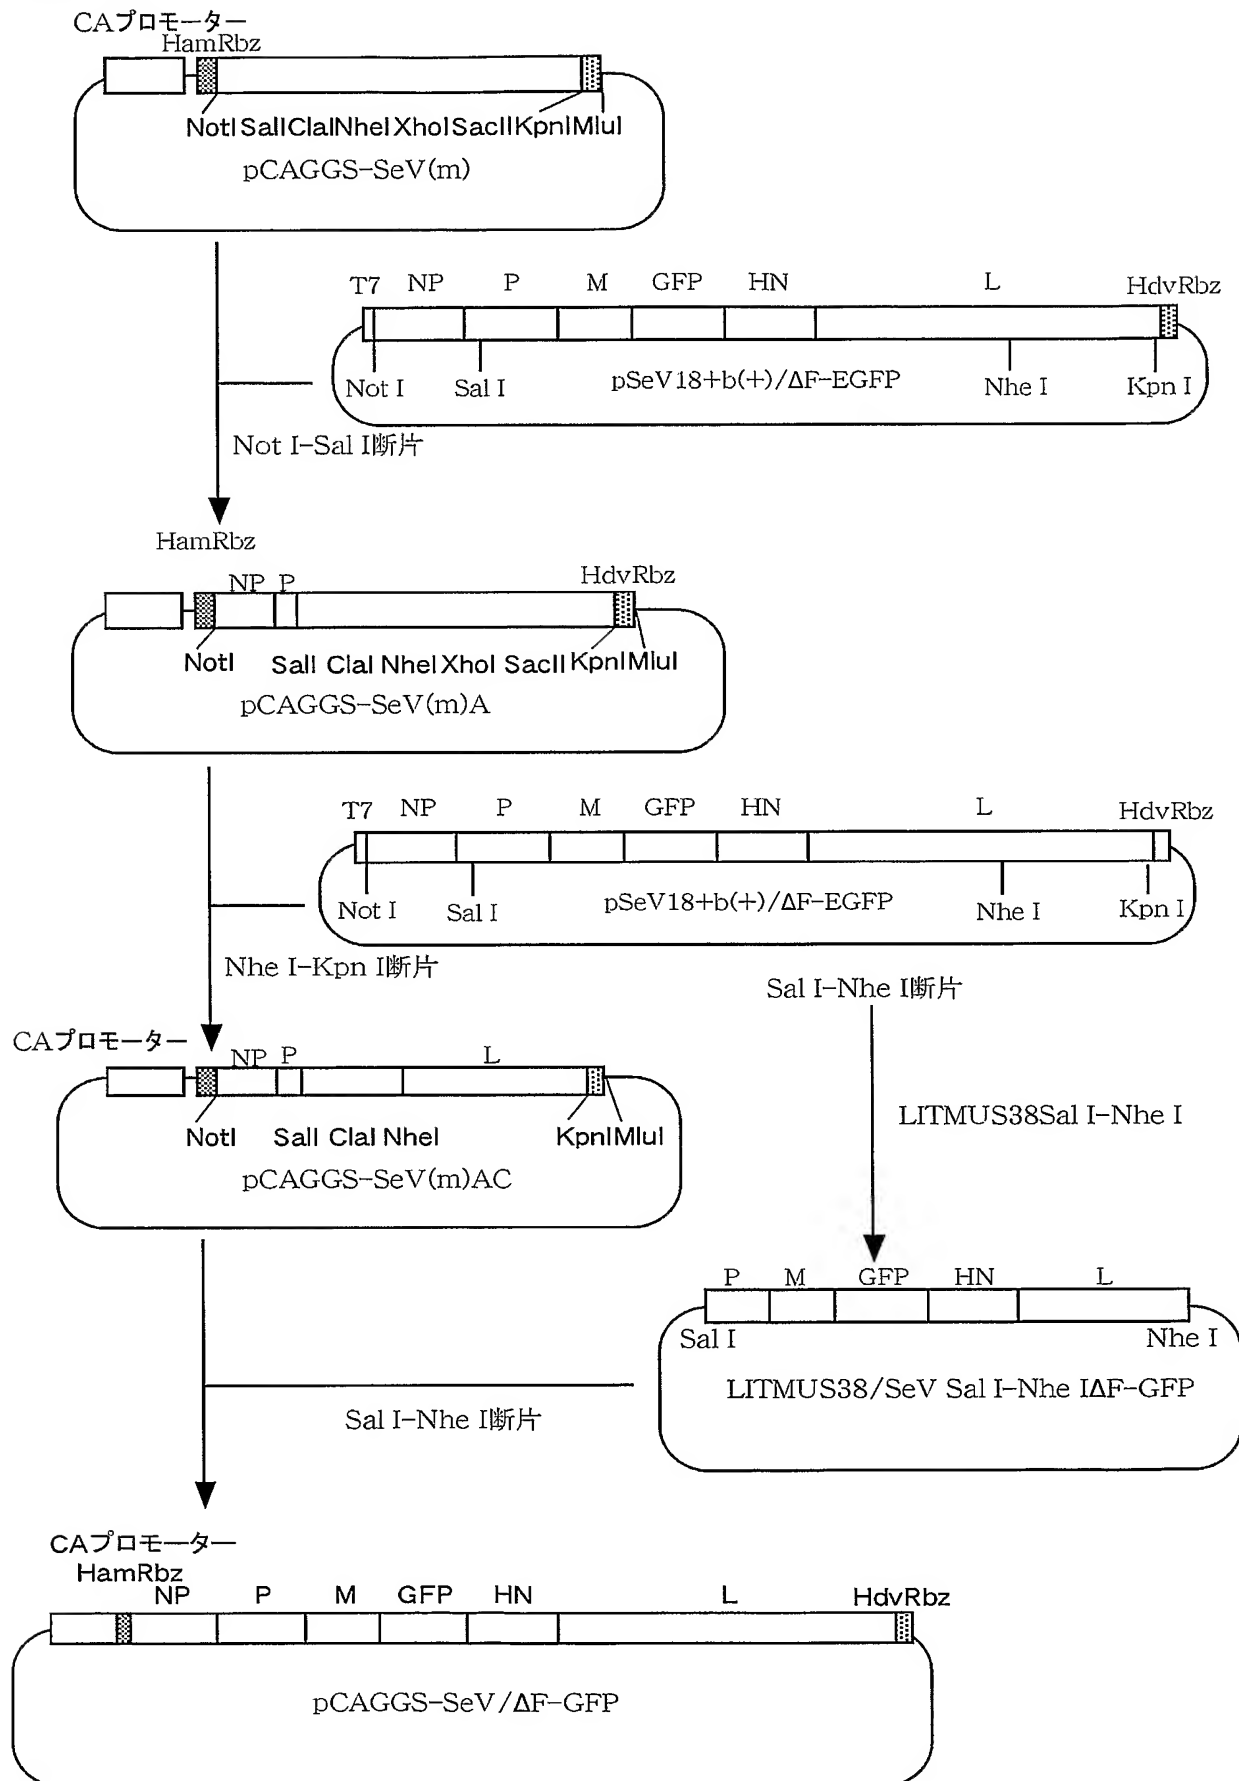 CAプロモーター
HamRbz
NotI SalI ClaI NheI XhoI SacII KpnI MluI
pCAGGS-SeV(m)
T7 NP P M GFP HN L HdvRbz
Not I Sal I pSeV18+b(+)/ΔF-EGFP Nhe I Kpn I
Not I-Sal I断片
HamRbz
NP P HdvRbz
NotI SalI ClaI NheI XhoI SacII KpnI MluI
pCAGGS-SeV(m)A
T7 NP P M GFP HN L HdvRbz
Not I Sal I pSeV18+b(+)/ΔF-EGFP Nhe I Kpn I
Nhe I-Kpn I断片
Sal I-Nhe I断片
CAプロモーター
NP P L
NotI SalI ClaI NheI KpnI MluI
pCAGGS-SeV(m)AC
LITMUS38Sal I-Nhe I
P M GFP HN L
Sal I Nhe I
LITMUS38/SeV Sal I-Nhe IΔF-GFP
Sal I-Nhe I断片
CAプロモーター
HamRbz
NP P M GFP HN L HdvRbz
pCAGGS-SeV/ΔF-GFP